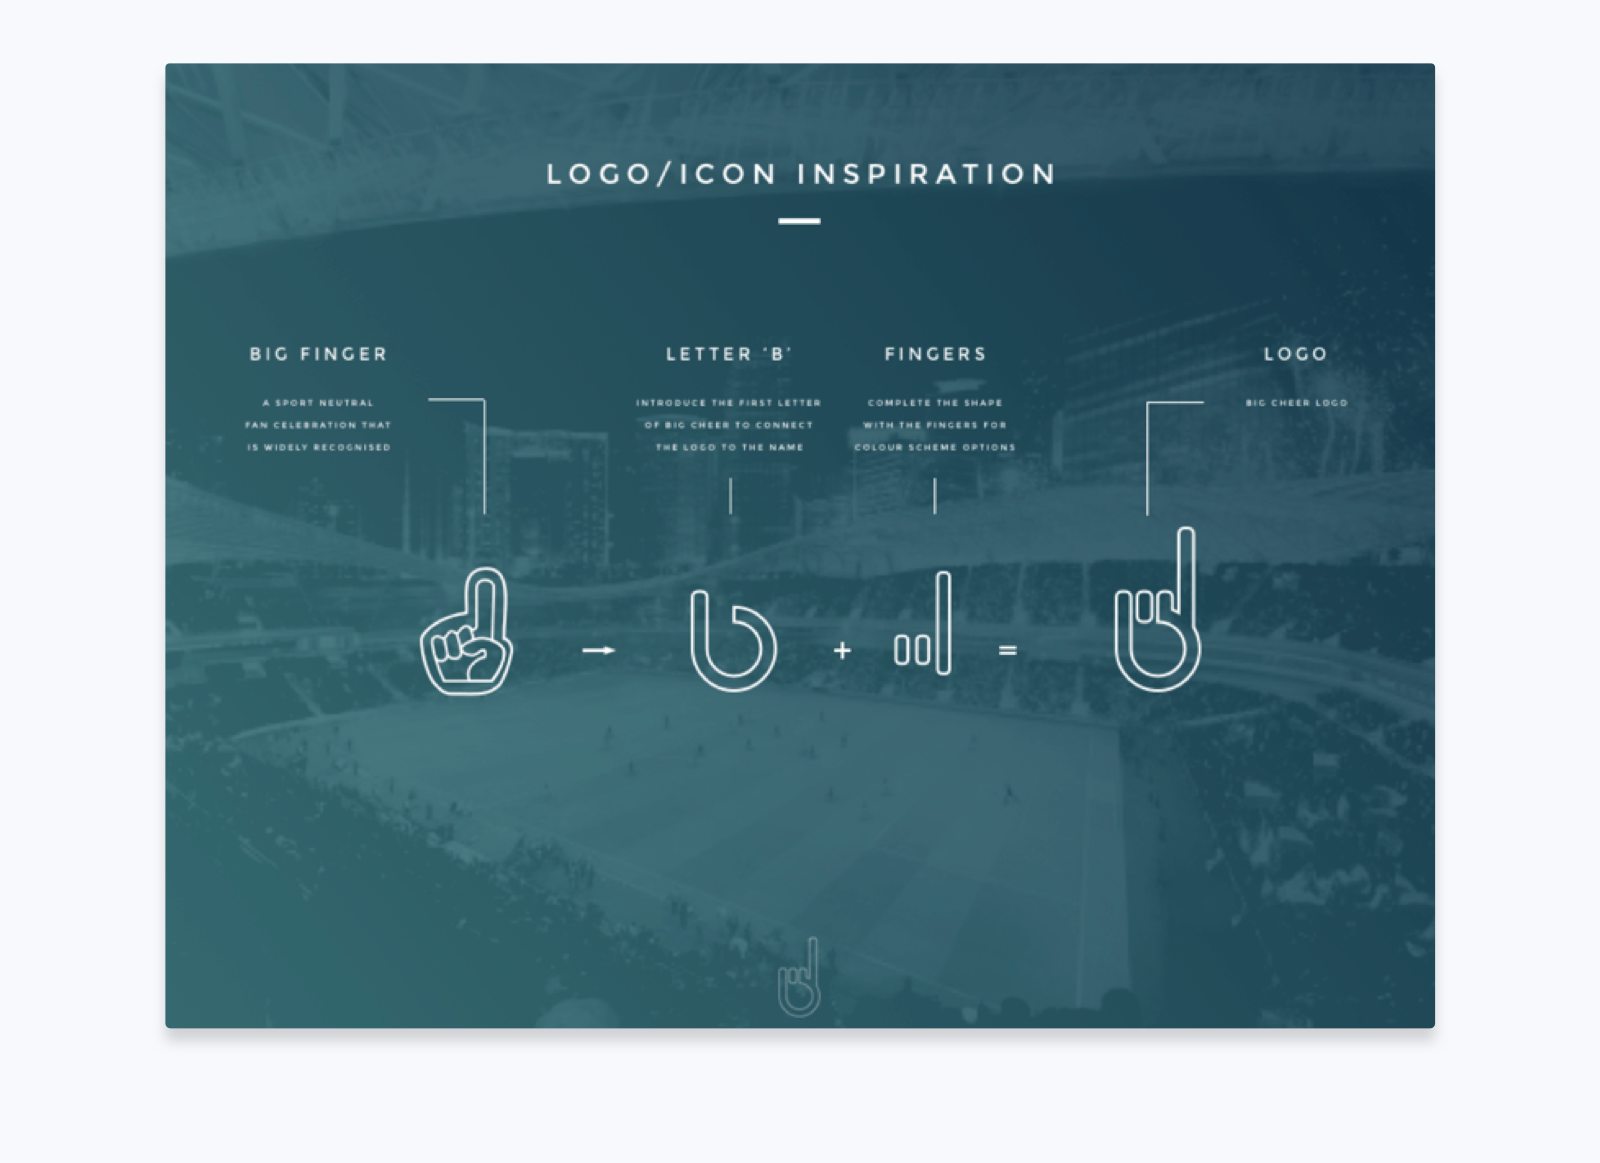 LOGO/ICON INSPIRATION
BIG FINGER
A SPORT NEUTRAL
FAN CELEBRATION THAT
IS WIDELY RECOGNISED
LETTER ‘B’
INTRODUCE THE FIRST LETTER
OF BIG CHEER TO CONNECT
THE LOGO TO THE NAME
FINGERS
COMPLETE THE SHAPE
WITH THE FINGERS FOR
COLOUR SCHEME OPTIONS
LOGO
BIG CHEER LOGO
+
=